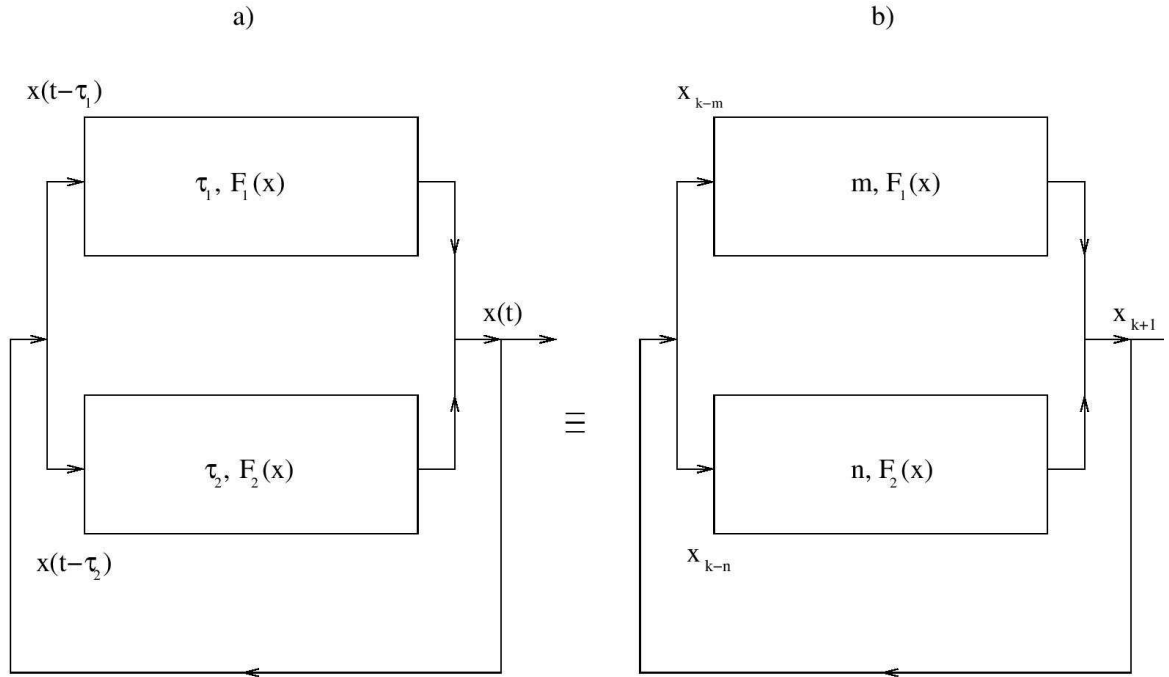 a)
x(t−τ₁)
τ₁, F₁(x)
x(t)
τ₂, F₂(x)
x(t−τ₂)
≡
b)
x k−m
m, F₁(x)
x k+1
n, F₂(x)
x k−n